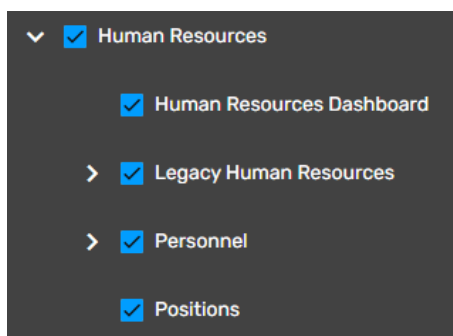 Human Resources
Human Resources Dashboard
Legacy Human Resources
Personnel
Positions